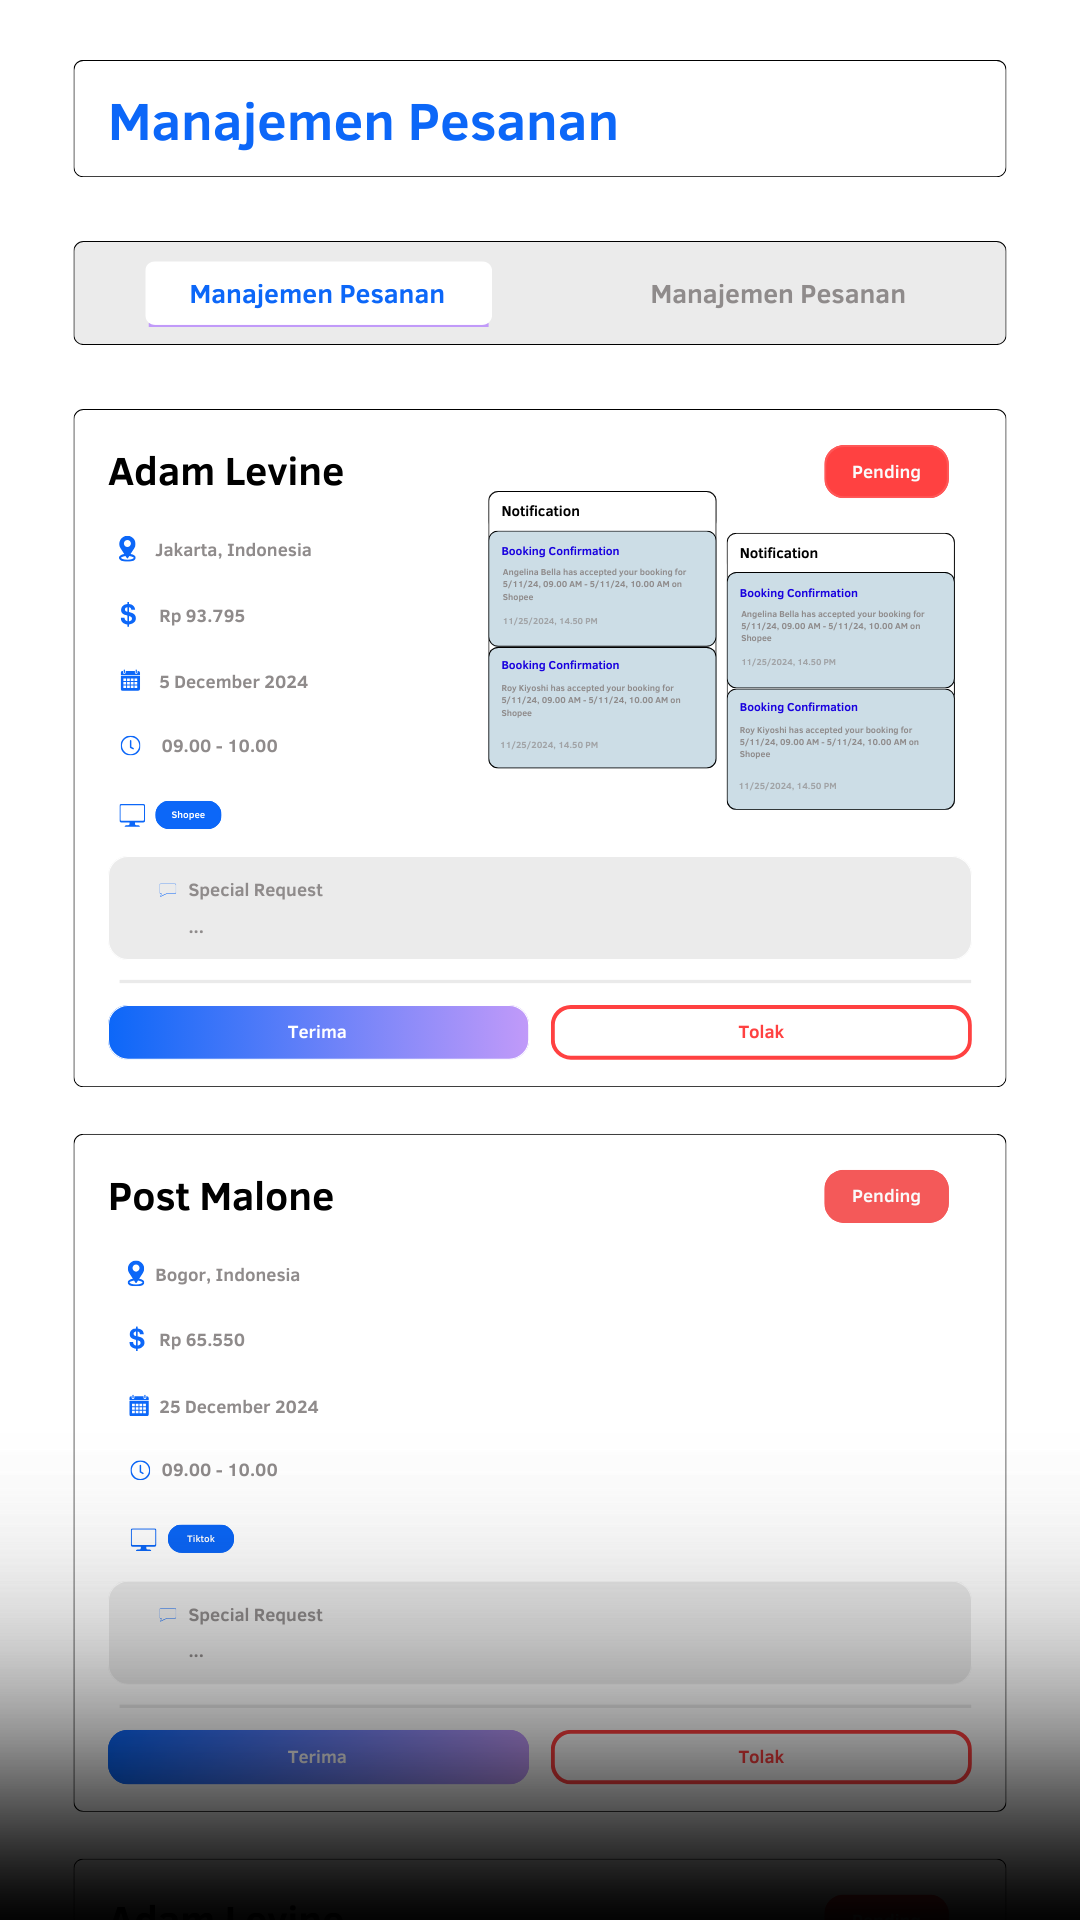 Manajemen Pesanan
Manajemen Pesanan
Manajemen Pesanan
Adam Levine
Pending
Jakarta, Indonesia
Rp 93.795
5 December 2024
09.00 - 10.00
Shopee
Notification
Booking Confirmation
Angelina Bella has accepted your booking for
5/11/24, 09.00 AM - 5/11/24, 10.00 AM on
Shopee
11/25/2024, 14.50 PM
Booking Confirmation
Roy Kiyoshi has accepted your booking for
5/11/24, 09.00 AM - 5/11/24, 10.00 AM on
Shopee
11/25/2024, 14.50 PM
Notification
Booking Confirmation
Angelina Bella has accepted your booking for
5/11/24, 09.00 AM - 5/11/24, 10.00 AM on
Shopee
11/25/2024, 14.50 PM
Booking Confirmation
Roy Kiyoshi has accepted your booking for
5/11/24, 09.00 AM - 5/11/24, 10.00 AM on
Shopee
11/25/2024, 14.50 PM
Special Request
...
Terima
Tolak
Post Malone
Pending
Bogor, Indonesia
Rp 65.550
25 December 2024
09.00 - 10.00
Tiktok
Special Request
...
Terima
Tolak
Adam Levine